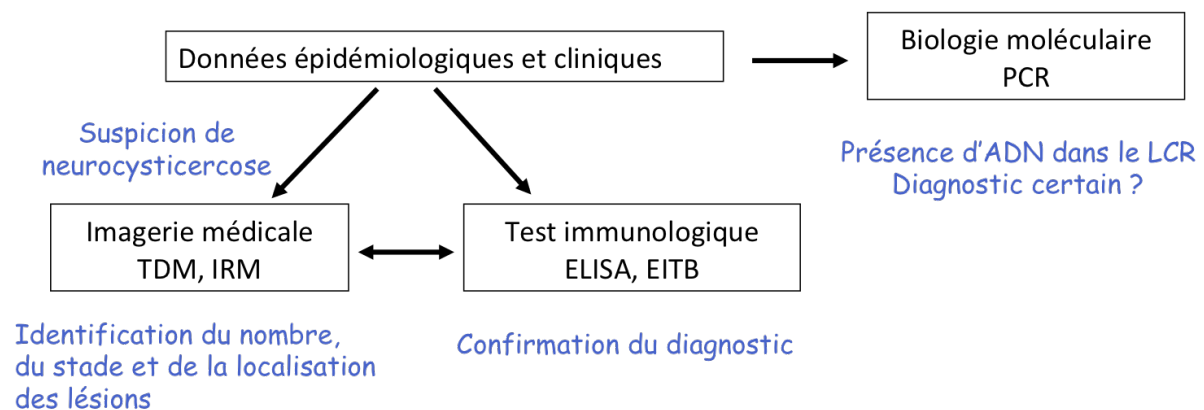 Données épidémiologiques et cliniques
Biologie moléculaire
PCR
Suspicion de
neurocysticercose
Présence d'ADN dans le LCR
Diagnostic certain ?
Imagerie médicale
TDM, IRM
Test immunologique
ELISA, EITB
Identification du nombre,
du stade et de la localisation
des lésions
Confirmation du diagnostic